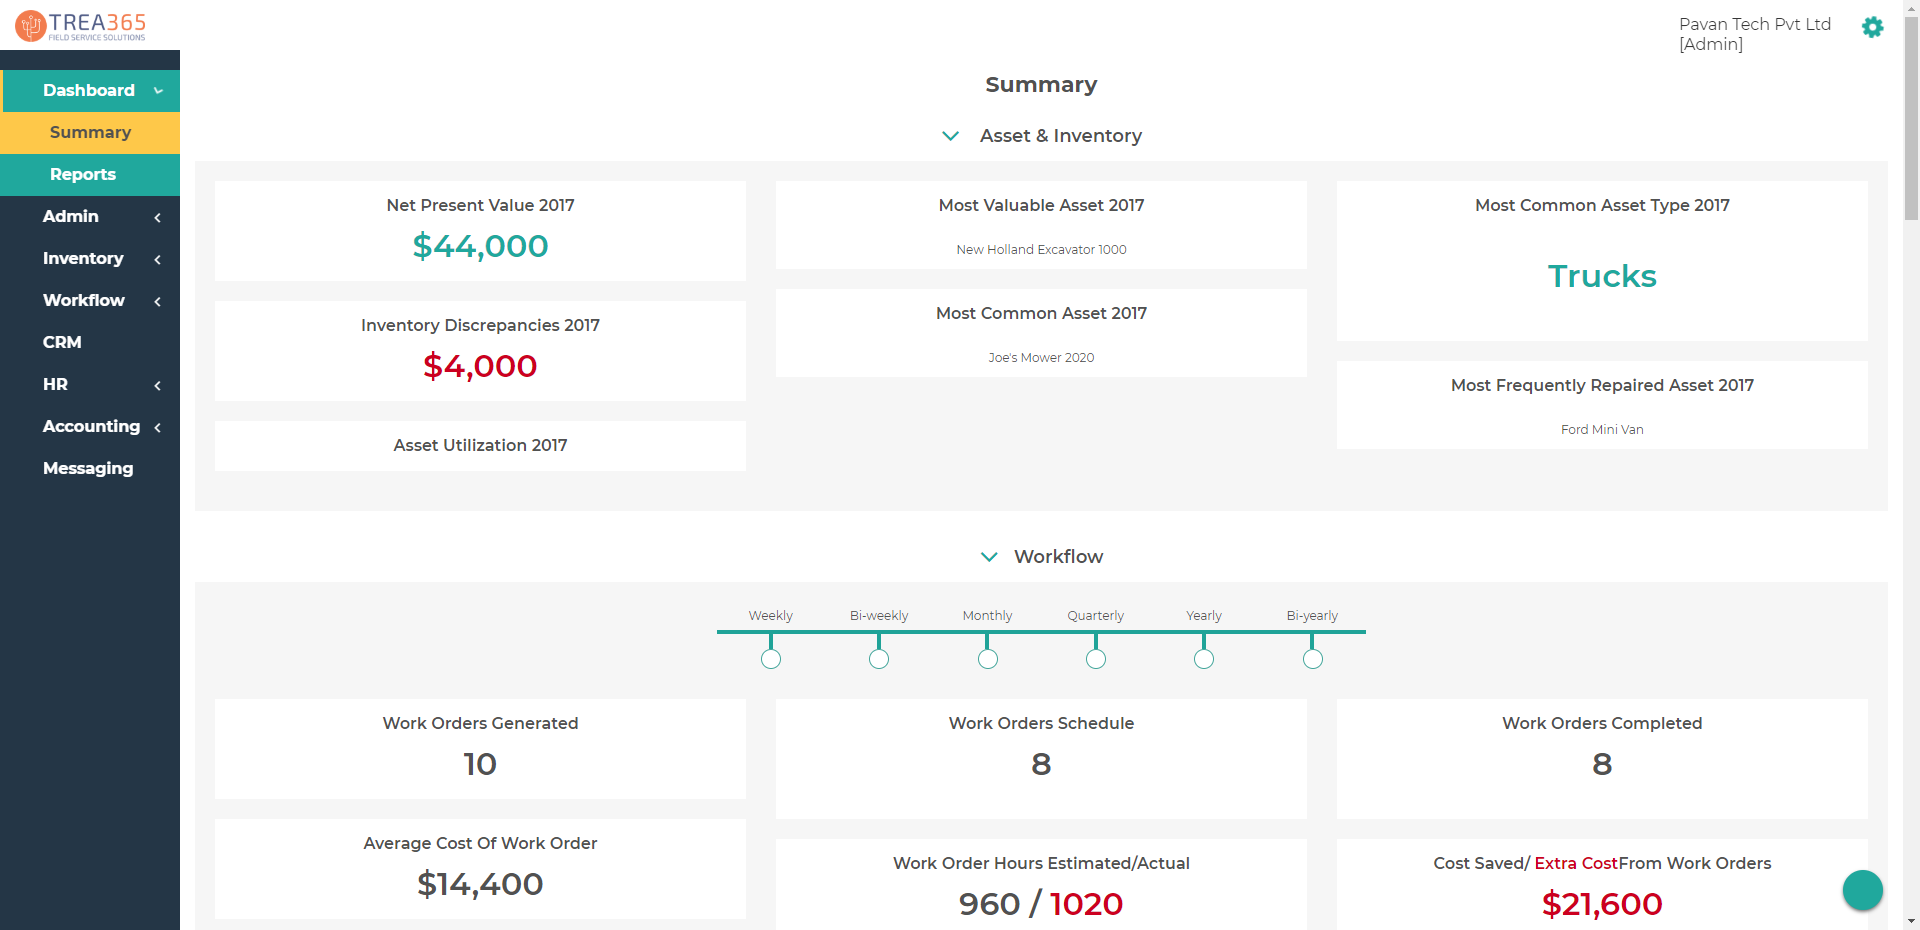 TREA365
FIELD SERVICE SOLUTIONS
Pavan Tech Pvt Ltd
[Admin]
Dashboard
Summary
Reports
Admin
Inventory
Workflow
CRM
HR
Accounting
Messaging
Summary
Asset & Inventory
Net Present Value 2017
$44,000
Inventory Discrepancies 2017
$4,000
Asset Utilization 2017
Most Valuable Asset 2017
New Holland Excavator 1000
Most Common Asset 2017
Joe's Mower 2020
Most Common Asset Type 2017
Trucks
Most Frequently Repaired Asset 2017
Ford Mini Van
Workflow
Weekly Bi-weekly Monthly Quarterly Yearly Bi-yearly
Work Orders Generated
10
Work Orders Schedule
8
Work Orders Completed
8
Average Cost Of Work Order
$14,400
Work Order Hours Estimated/Actual
960 / 1020
Cost Saved/ Extra CostFrom Work Orders
$21,600